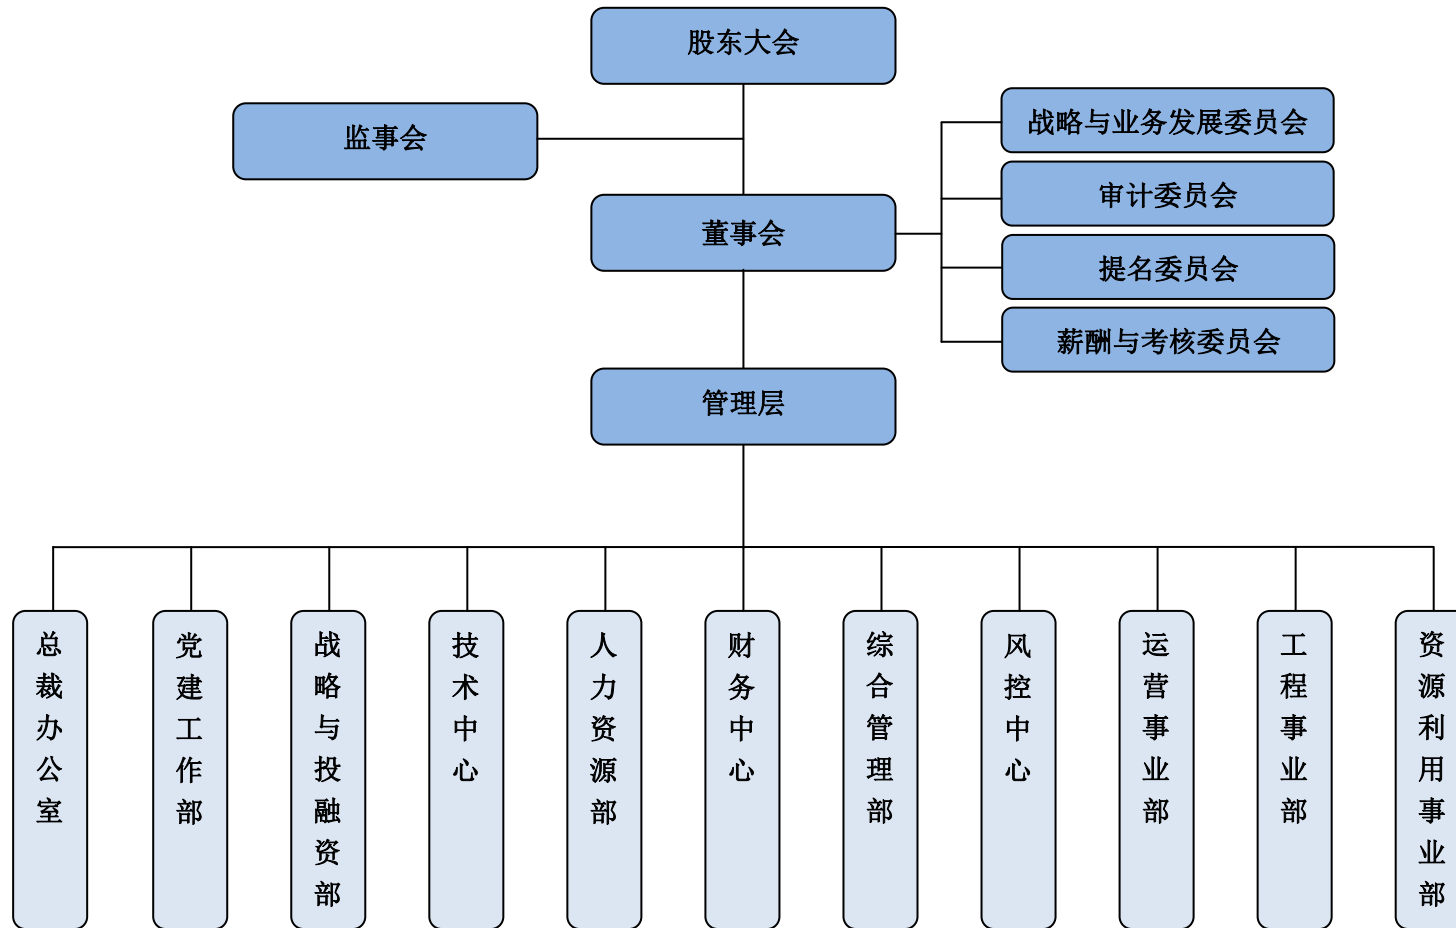 股东大会
监事会
战略与业务发展委员会
审计委员会
董事会
提名委员会
薪酬与考核委员会
管理层
总裁办公室
党建工作部
战略与投融资部
技术中心
人力资源部
财务中心
综合管理部
风控中心
运营事业部
工程事业部
资源利用事业部